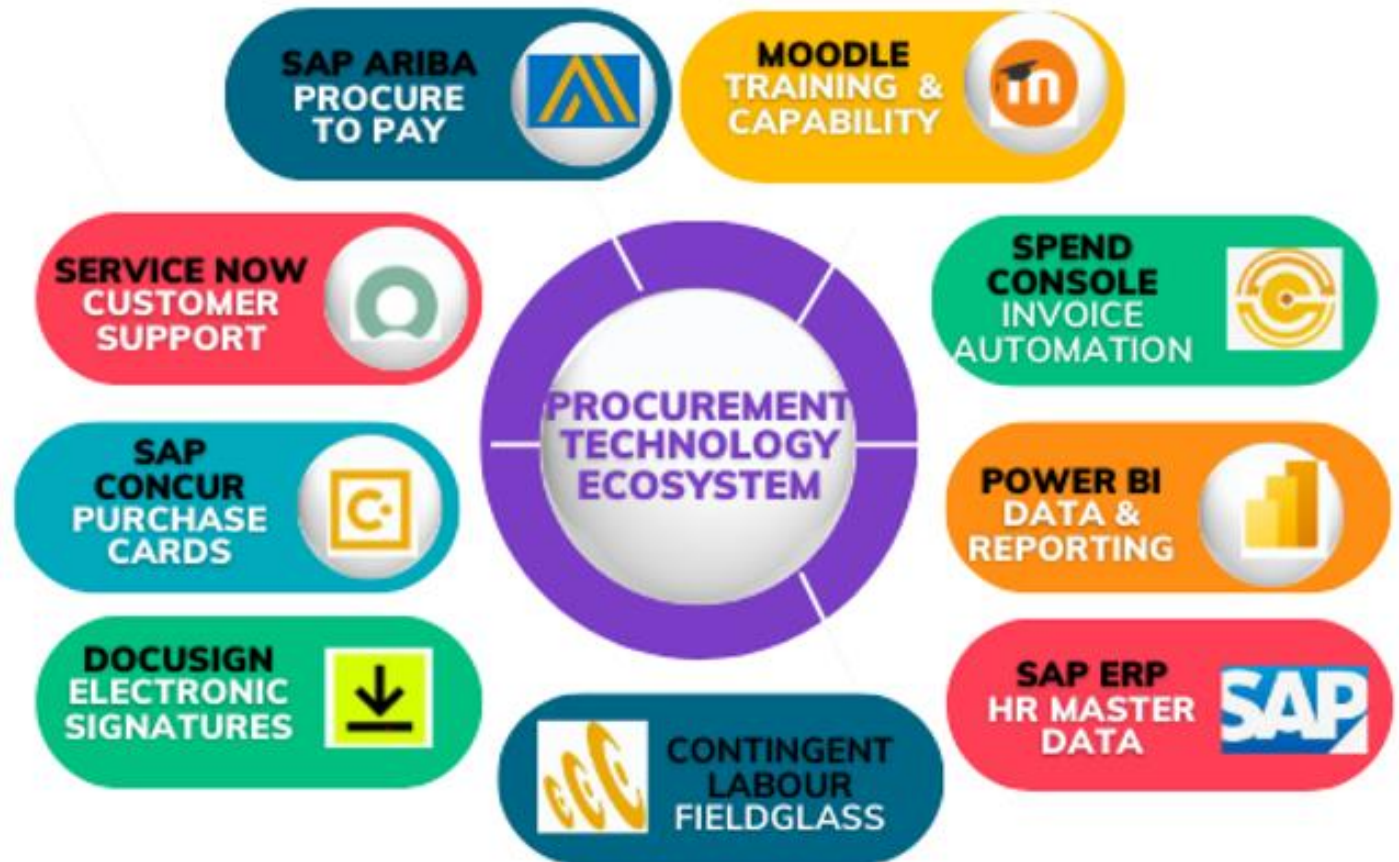 SAP ARIBA
PROCURE
TO PAY
MOODLE
TRAINING &
CAPABILITY
m
SERVICE NOW
CUSTOMER
SUPPORT
SPEND
CONSOLE
INVOICE
AUTOMATION
PROCUREMENT
TECHNOLOGY
ECOSYSTEM
SAP
CONCUR
PURCHASE
CARDS
C.
POWER BI
DATA &
REPORTING
DOCUSIGN
ELECTRONIC
SIGNATURES
SAP ERP
HR MASTER
DATA
SAP
CONTINGENT
LABOUR
FIELDGLASS